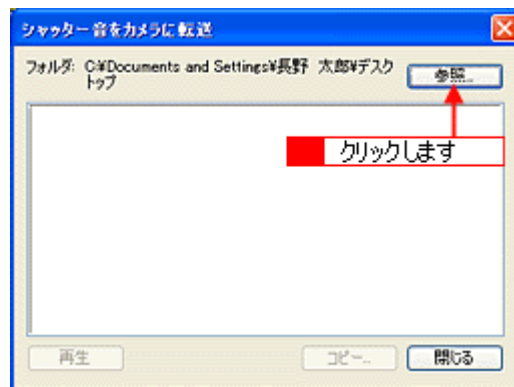 シャッター音をカメラに転送
フォルダ: C:¥Documents and Settings¥長野 太郎¥デスク
トップ
参照...
クリックします
再生
コピー...
閉じる